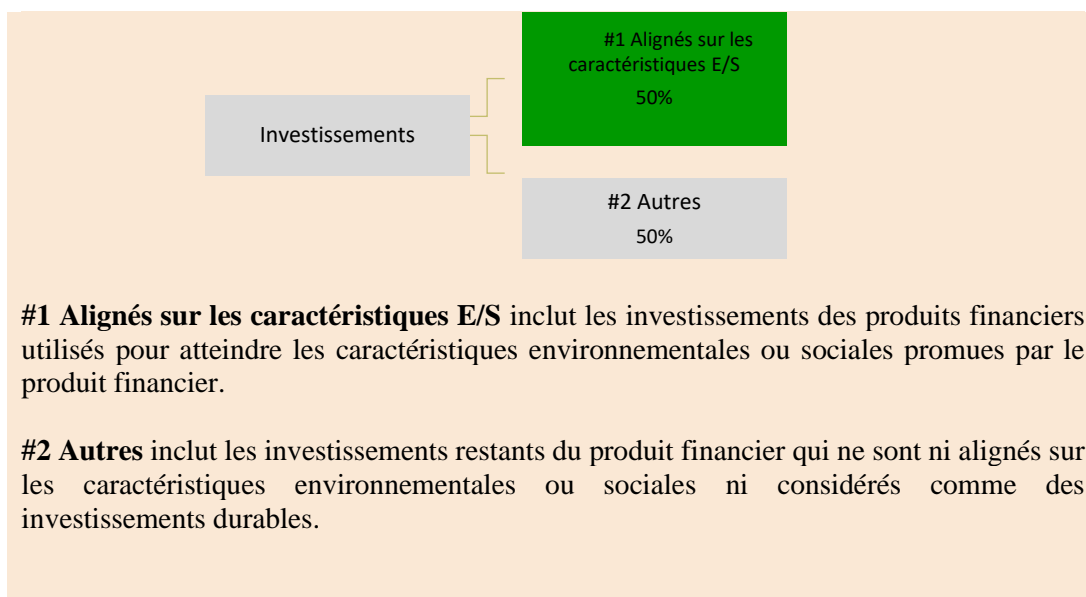 #1 Alignés sur les
caractéristiques E/S
50%
Investissements
#2 Autres
50%
#1 Alignés sur les caractéristiques E/S inclut les investissements des produits financiers
utilisés pour atteindre les caractéristiques environnementales ou sociales promues par le
produit financier.
#2 Autres inclut les investissements restants du produit financier qui ne sont ni alignés sur
les caractéristiques environnementales ou sociales ni considérés comme des
investissements durables.